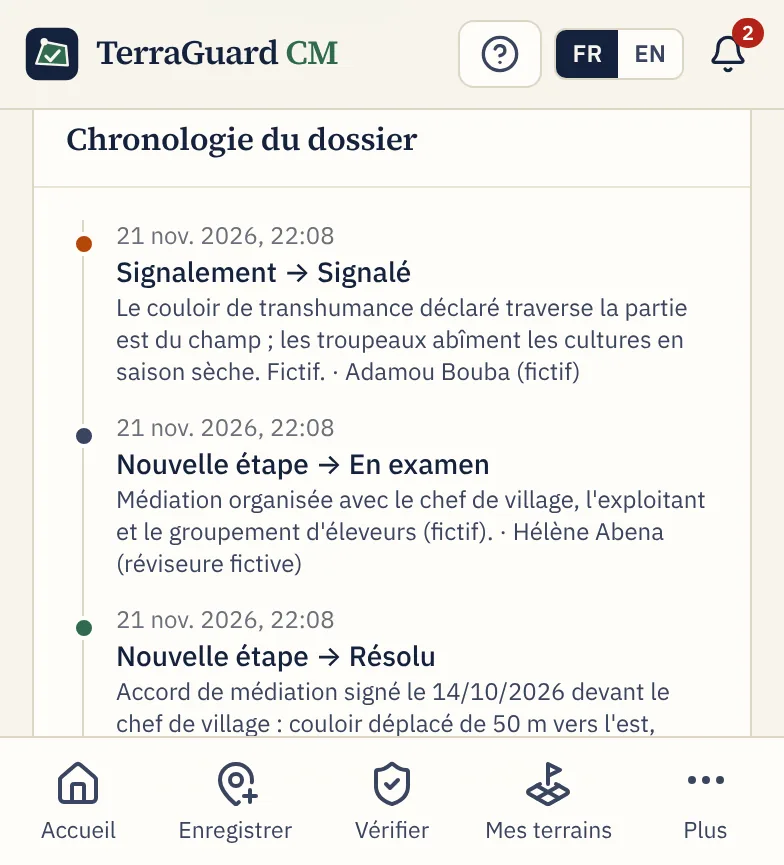 TerraGuard CM
FR
EN
2
Chronologie du dossier
21 nov. 2026, 22:08
Signalement → Signalé
Le couloir de transhumance déclaré traverse la partie
est du champ ; les troupeaux abîment les cultures en
saison sèche. Fictif. · Adamou Bouba (fictif)
21 nov. 2026, 22:08
Nouvelle étape → En examen
Médiation organisée avec le chef de village, l'exploitant
et le groupement d'éleveurs (fictif). · Hélène Abena
(réviseure fictive)
21 nov. 2026, 22:08
Nouvelle étape → Résolu
Accord de médiation signé le 14/10/2026 devant le
chef de village : couloir déplacé de 50 m vers l'est,
Accueil
Enregistrer
Vérifier
Mes terrains
Plus